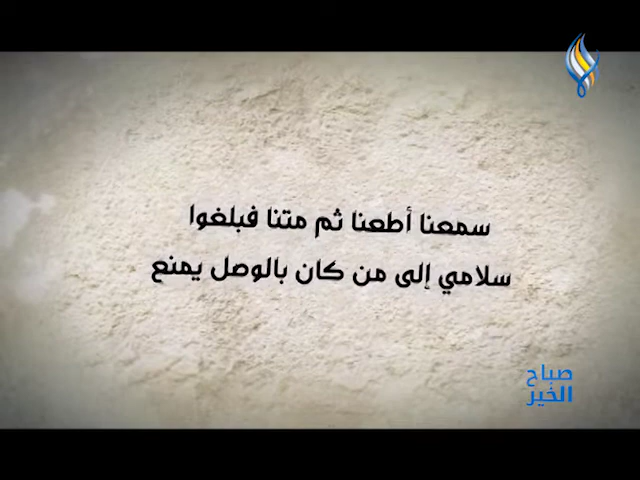 سمعنا أطعنا ثم متنا فبلغوا
سلامي إلى من كان بالوصل يمنع
صباح
الخير